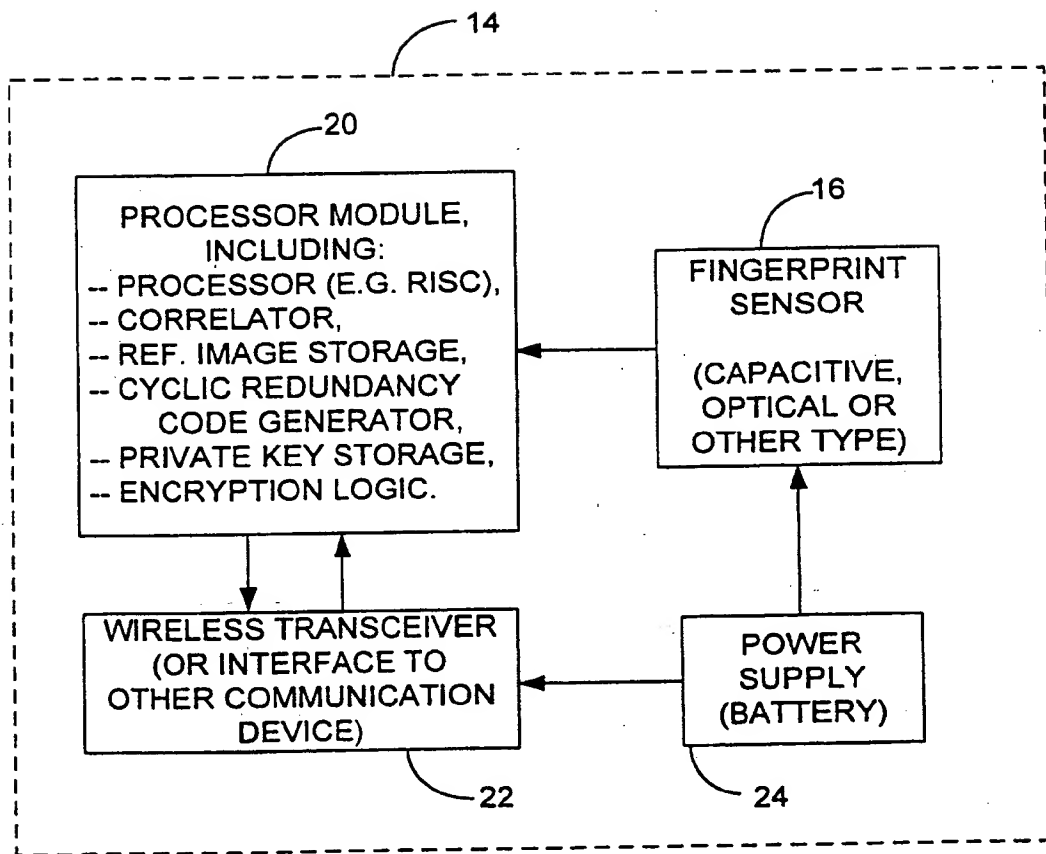 14
20
PROCESSOR MODULE,
INCLUDING:
-- PROCESSOR (E.G. RISC),
-- CORRELATOR,
-- REF. IMAGE STORAGE,
-- CYCLIC REDUNDANCY
CODE GENERATOR,
-- PRIVATE KEY STORAGE,
-- ENCRYPTION LOGIC.
16
FINGERPRINT
SENSOR
(CAPACITIVE,
OPTICAL OR
OTHER TYPE)
WIRELESS TRANSCEIVER
(OR INTERFACE TO
OTHER COMMUNICATION
DEVICE)
22
POWER
SUPPLY
(BATTERY)
24